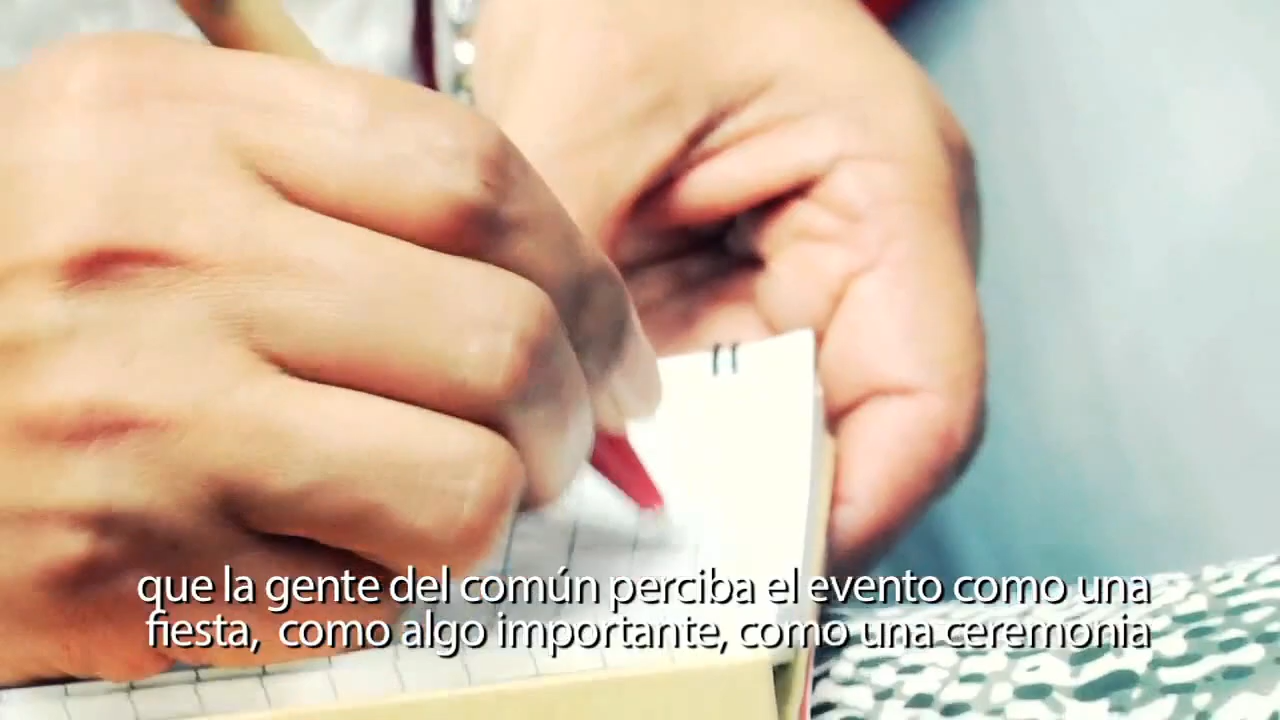 que la gente del común perciba el evento como una
fiesta, como algo importante, como una ceremonia